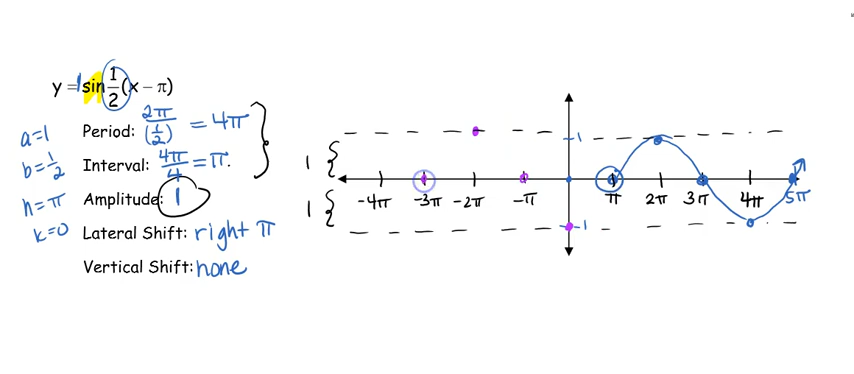 y = 1 sin 1/2 (x − π)
a=1
Period: 2π/(1/2) = 4π
b=1/2
Interval: 4π/4 = π.
h=π
Amplitude: 1
k=0
Lateral Shift: right π
Vertical Shift: none
1
1
1
-4π -3π -2π -π π 2π 3π 4π 5π
-1